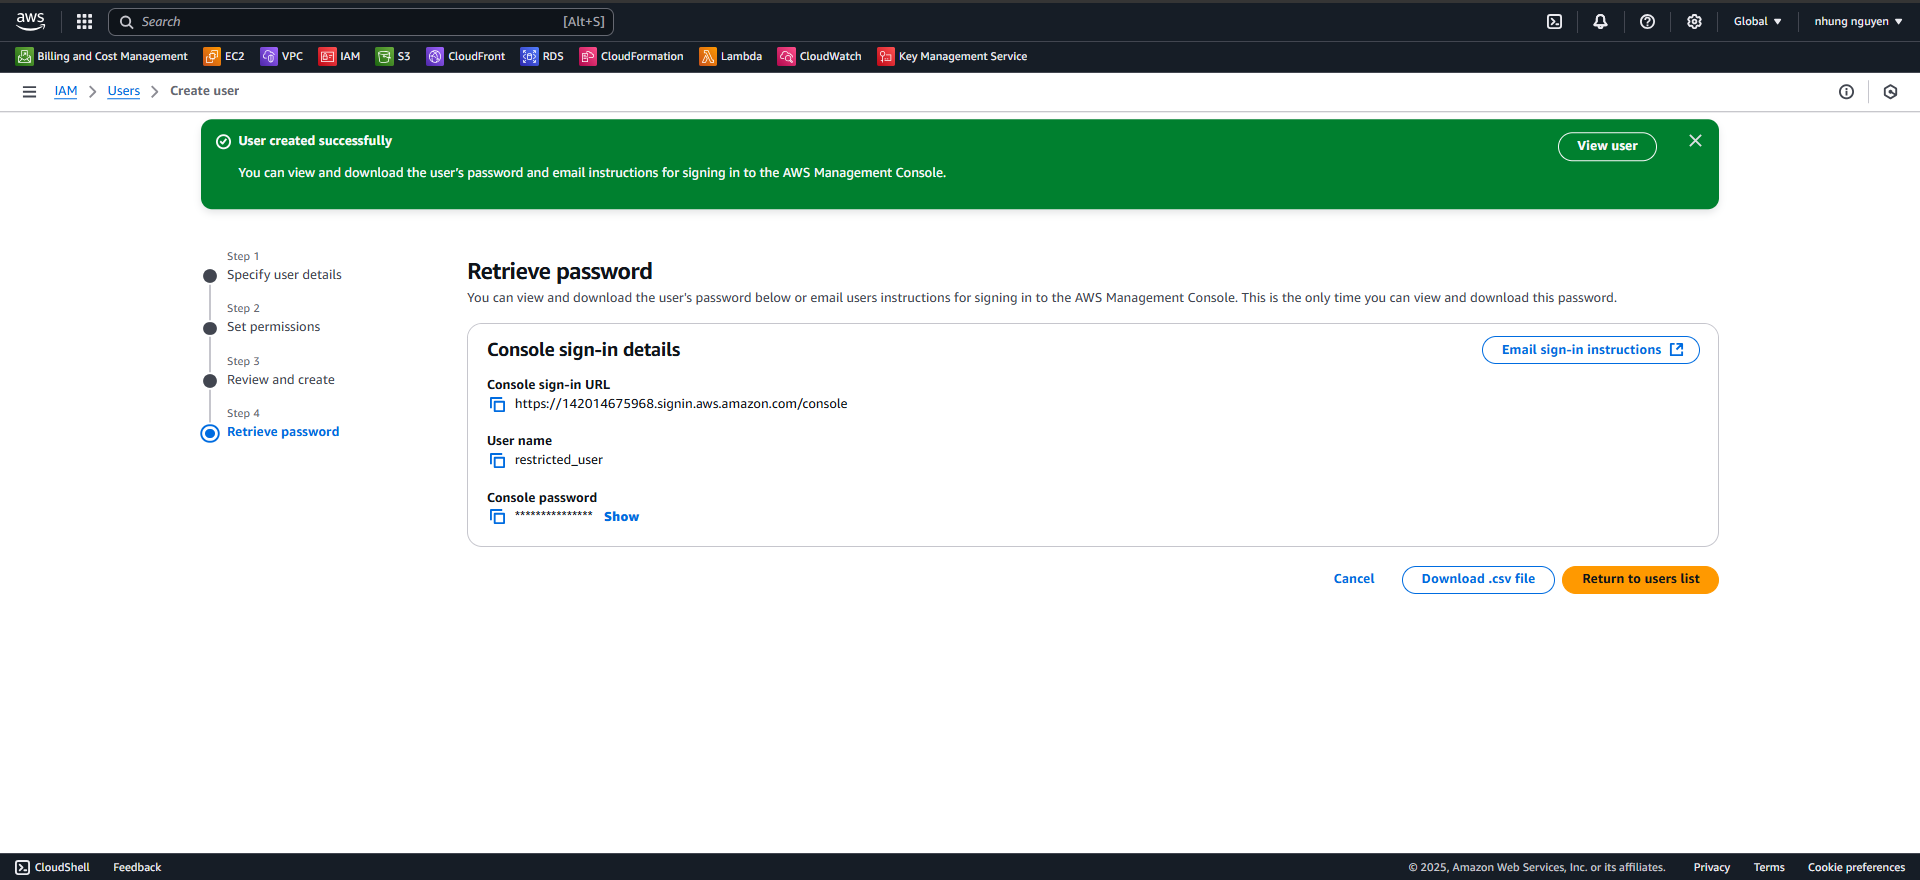 aws
Search [Alt+S]
Global
nhung nguyen
Billing and Cost Management EC2 VPC IAM S3 CloudFront RDS CloudFormation Lambda CloudWatch Key Management Service
IAM Users Create user
User created successfully
View user
You can view and download the user's password and email instructions for signing in to the AWS Management Console.
Step 1
Specify user details
Step 2
Set permissions
Step 3
Review and create
Step 4
Retrieve password
Retrieve password
You can view and download the user's password below or email users instructions for signing in to the AWS Management Console. This is the only time you can view and download this password.
Console sign-in details
Email sign-in instructions
Console sign-in URL
https://142014675968.signin.aws.amazon.com/console
User name
restricted_user
Console password
*************** Show
Cancel Download .csv file Return to users list
CloudShell Feedback
© 2025, Amazon Web Services, Inc. or its affiliates. Privacy Terms Cookie preferences